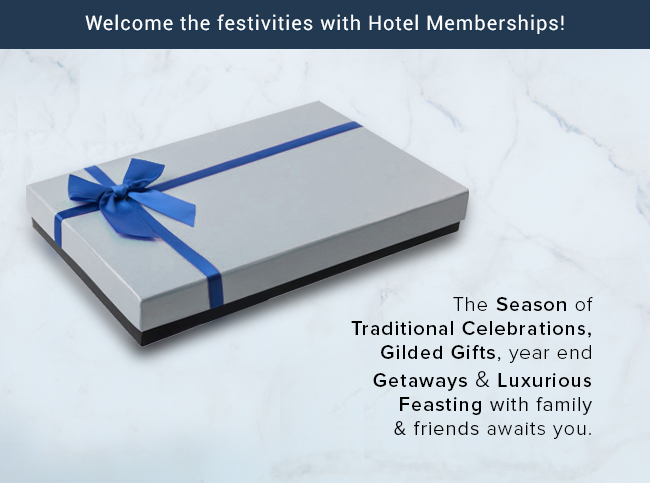 Welcome the festivities with Hotel Memberships!
The Season of
Traditional Celebrations,
Gilded Gifts, year end
Getaways & Luxurious
Feasting with family
& friends awaits you.